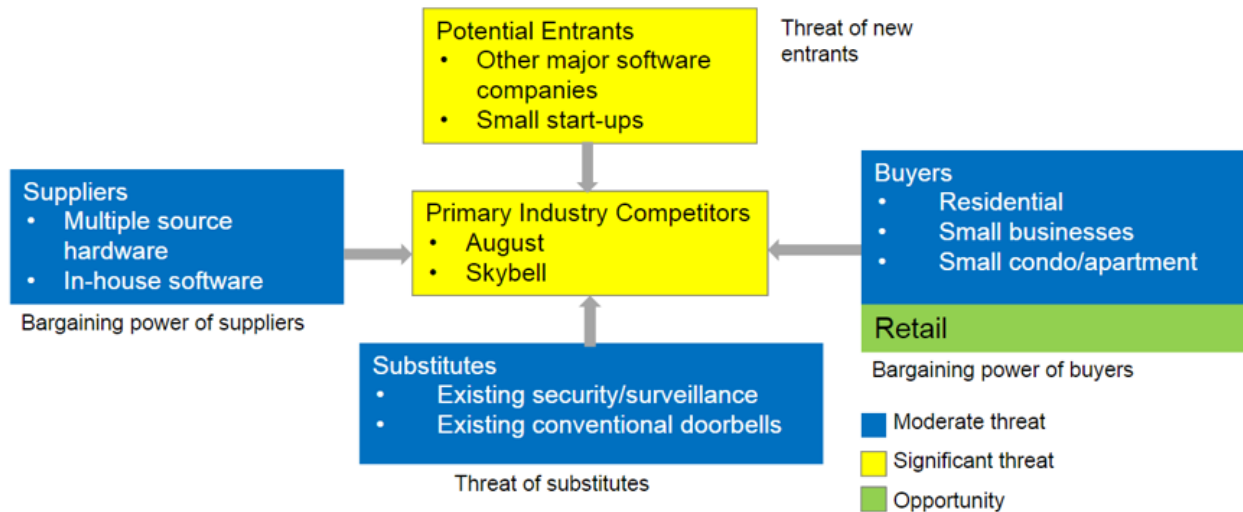 Potential Entrants
• Other major software
companies
• Small start-ups
Threat of new
entrants
Suppliers
• Multiple source
hardware
• In-house software
Bargaining power of suppliers
Primary Industry Competitors
• August
• Skybell
Buyers
• Residential
• Small businesses
• Small condo/apartment
Retail
Bargaining power of buyers
Substitutes
• Existing security/surveillance
• Existing conventional doorbells
Threat of substitutes
Moderate threat
Significant threat
Opportunity